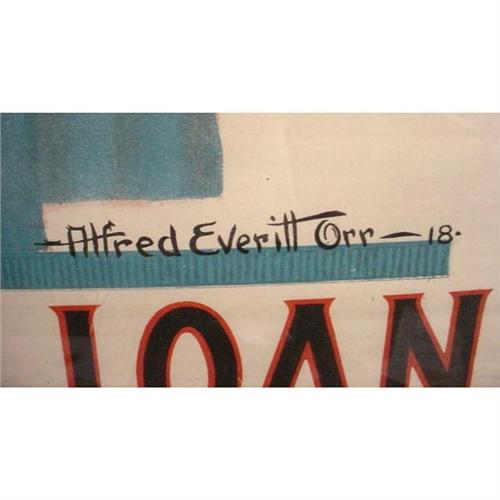 -Alfred Everitt Orr-18.
LOAN